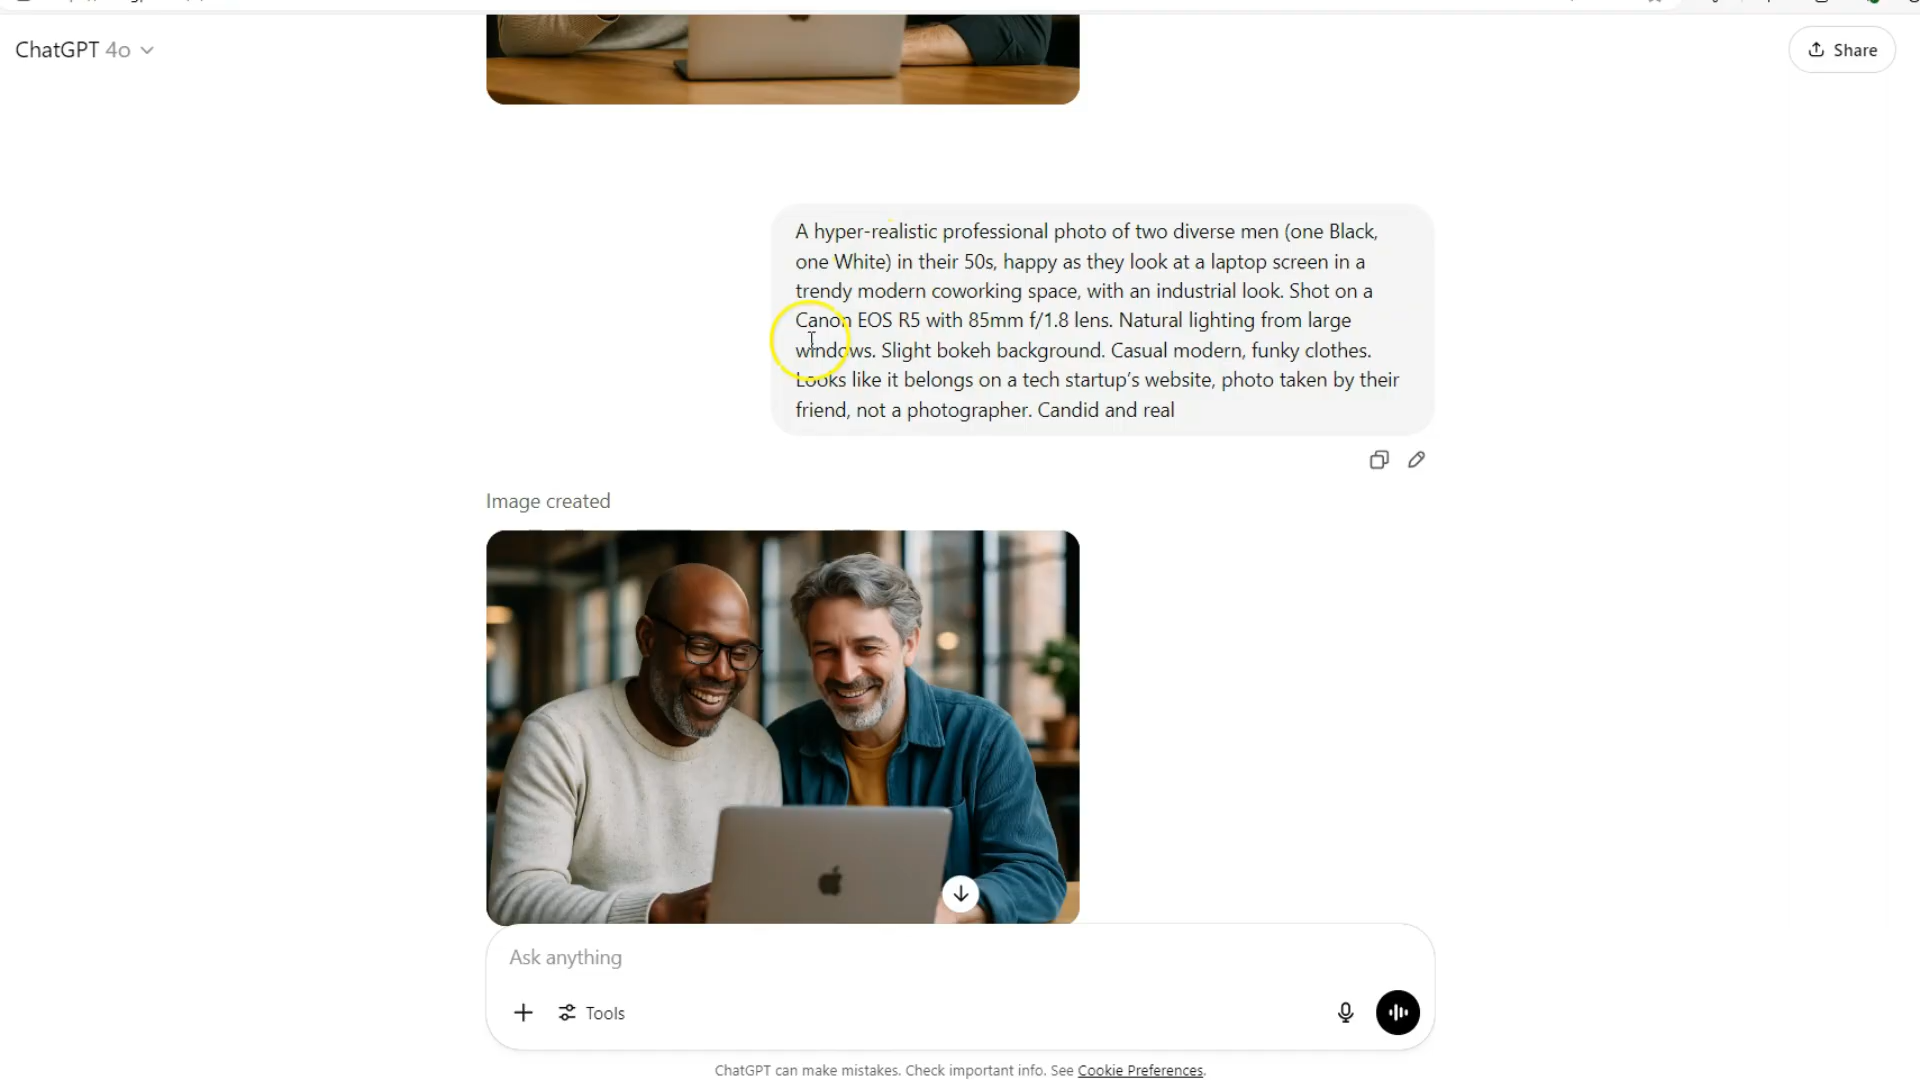 ChatGPT 4o
Share
A hyper-realistic professional photo of two diverse men (one Black,
one White) in their 50s, happy as they look at a laptop screen in a
trendy modern coworking space, with an industrial look. Shot on a
Canon EOS R5 with 85mm f/1.8 lens. Natural lighting from large
windows. Slight bokeh background. Casual modern, funky clothes.
Looks like it belongs on a tech startup’s website, photo taken by their
friend, not a photographer. Candid and real
Image created
Ask anything
Tools
ChatGPT can make mistakes. Check important info. See Cookie Preferences.